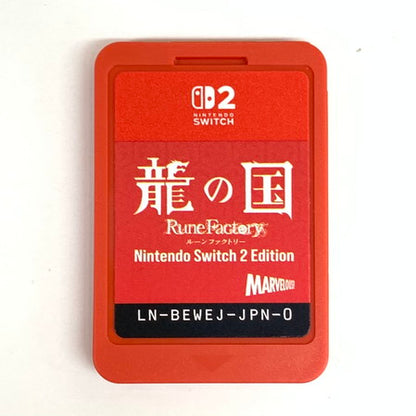 2
NINTENDO
SWITCH
龍の国
Rune Factory
ルーンファクトリー
Nintendo Switch 2 Edition
MARVELOUS!
LN-BEWEJ-JPN-0